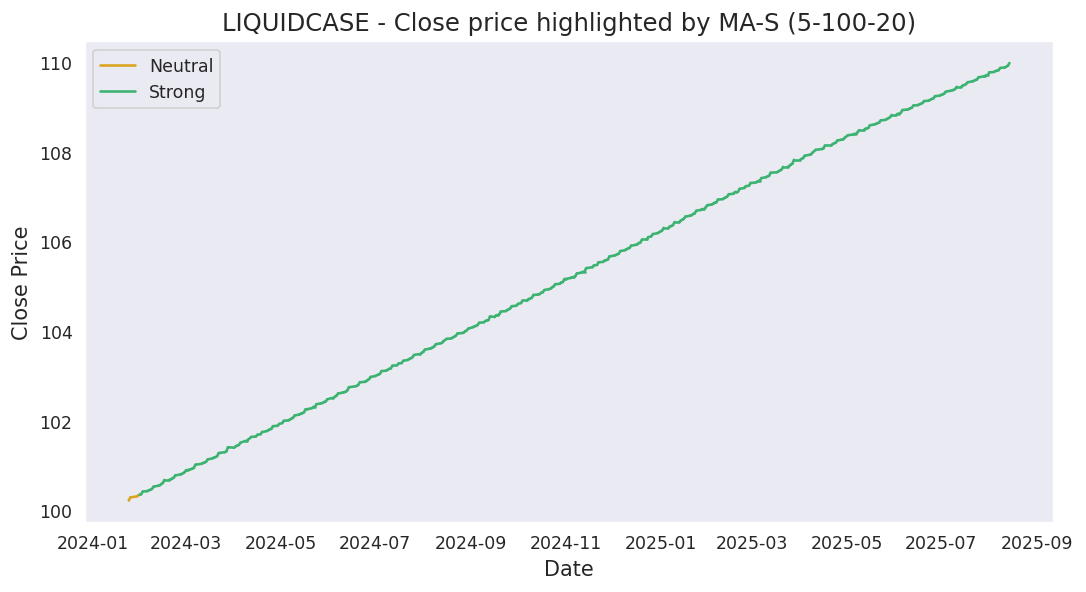 LIQUIDCASE - Close price highlighted by MA-S (5-100-20)
Neutral
Strong
Close Price
110
108
106
104
102
100
2024-01 2024-03 2024-05 2024-07 2024-09 2024-11 2025-01 2025-03 2025-05 2025-07 2025-09
Date